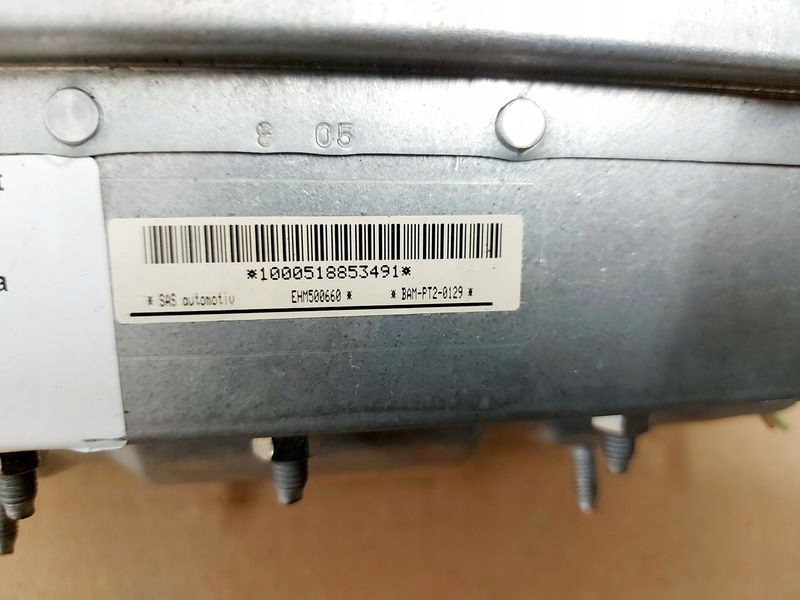 8 05
I
a
*1000518853491*
* SAS automotiv EHM500660 * * BAM-PT2-0129 *